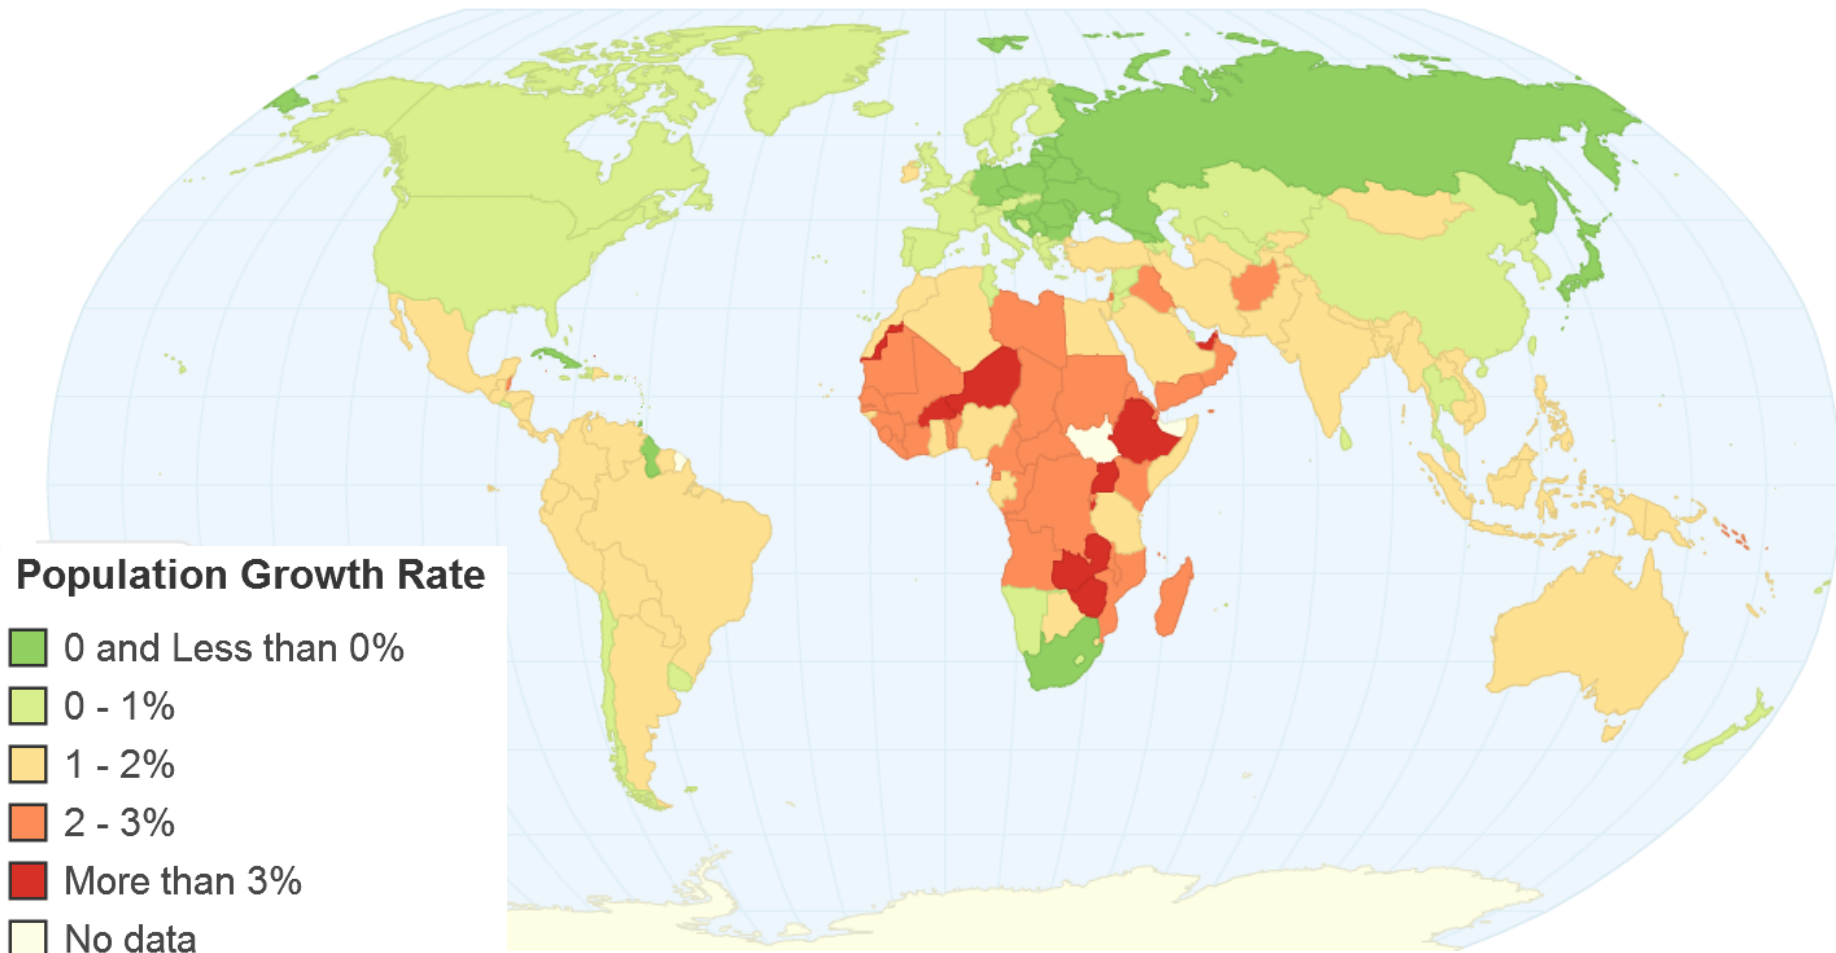 Population Growth Rate
0 and Less than 0%
0 - 1%
1 - 2%
2 - 3%
More than 3%
No data